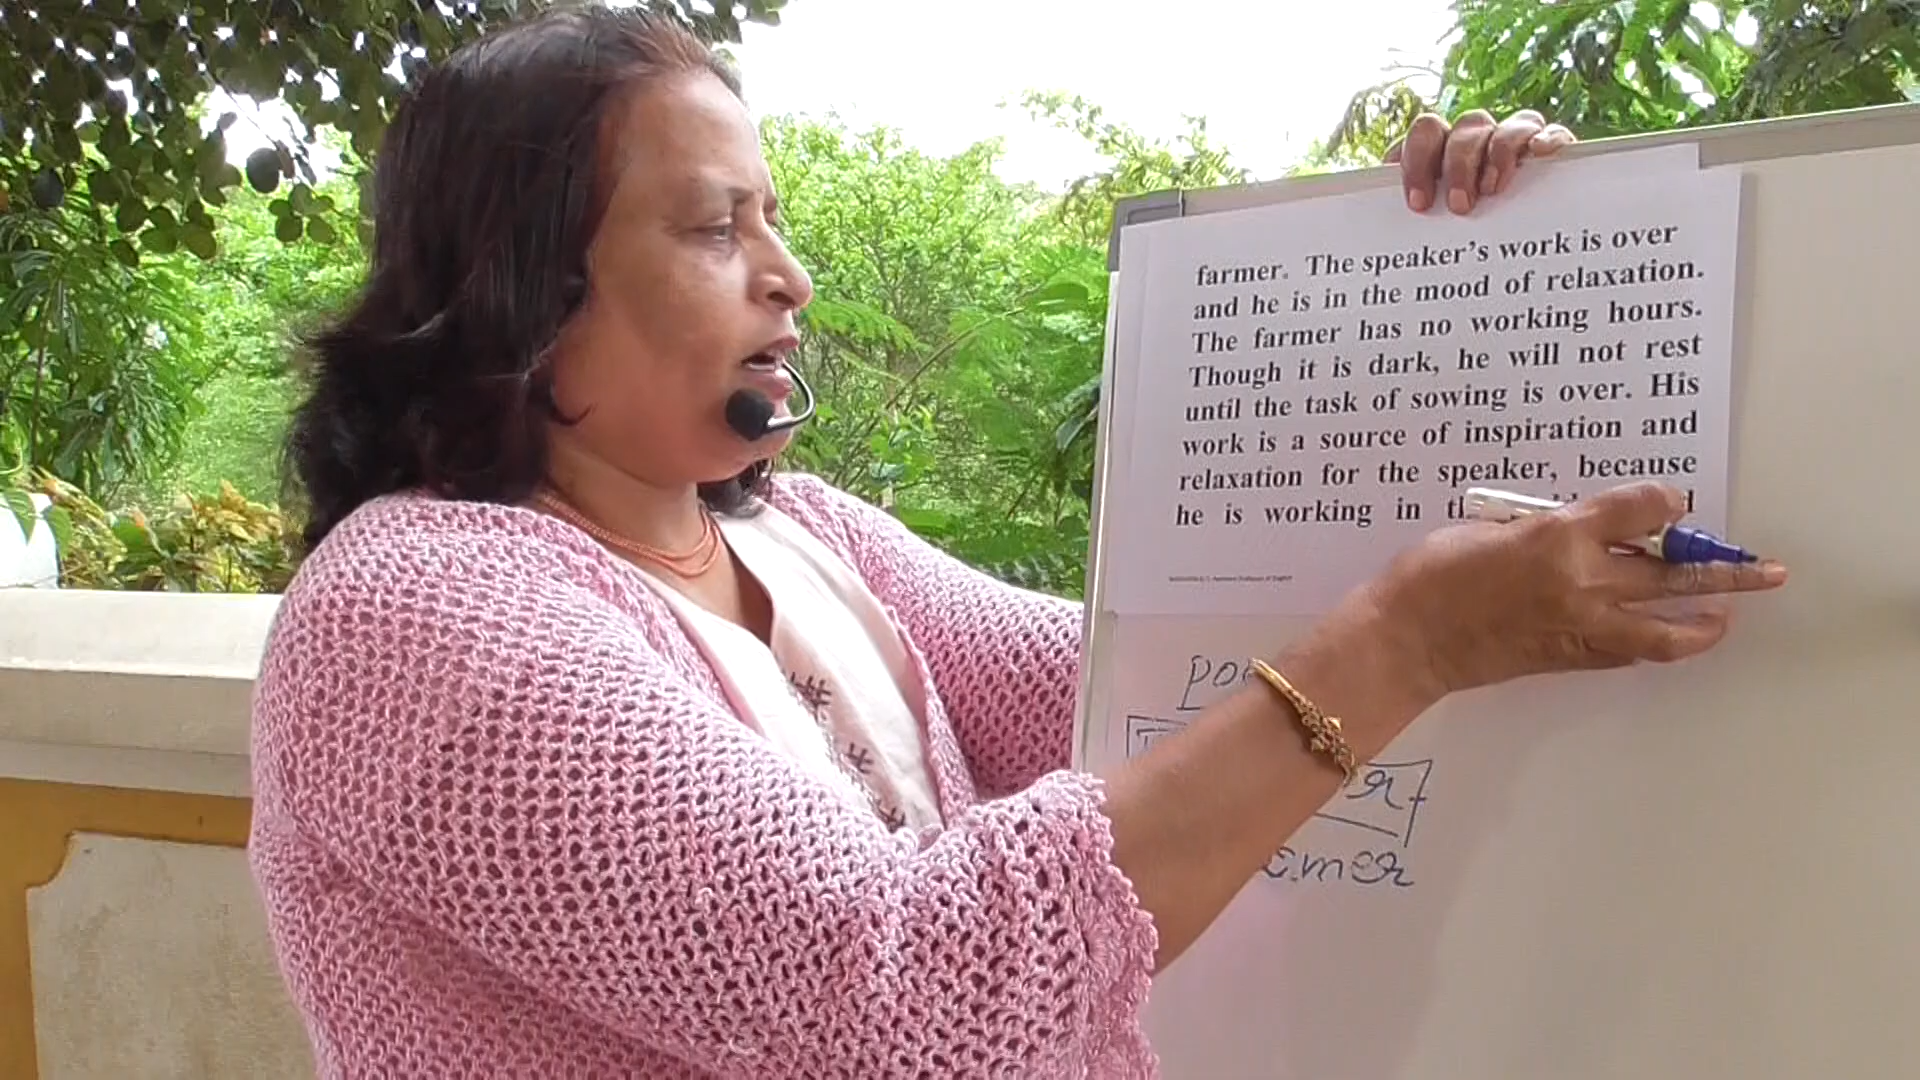 farmer. The speaker's work is over
and he is in the mood of relaxation.
The farmer has no working hours.
Though it is dark, he will not rest
until the task of sowing is over. His
work is a source of inspiration and
relaxation for the speaker, because
he is working in